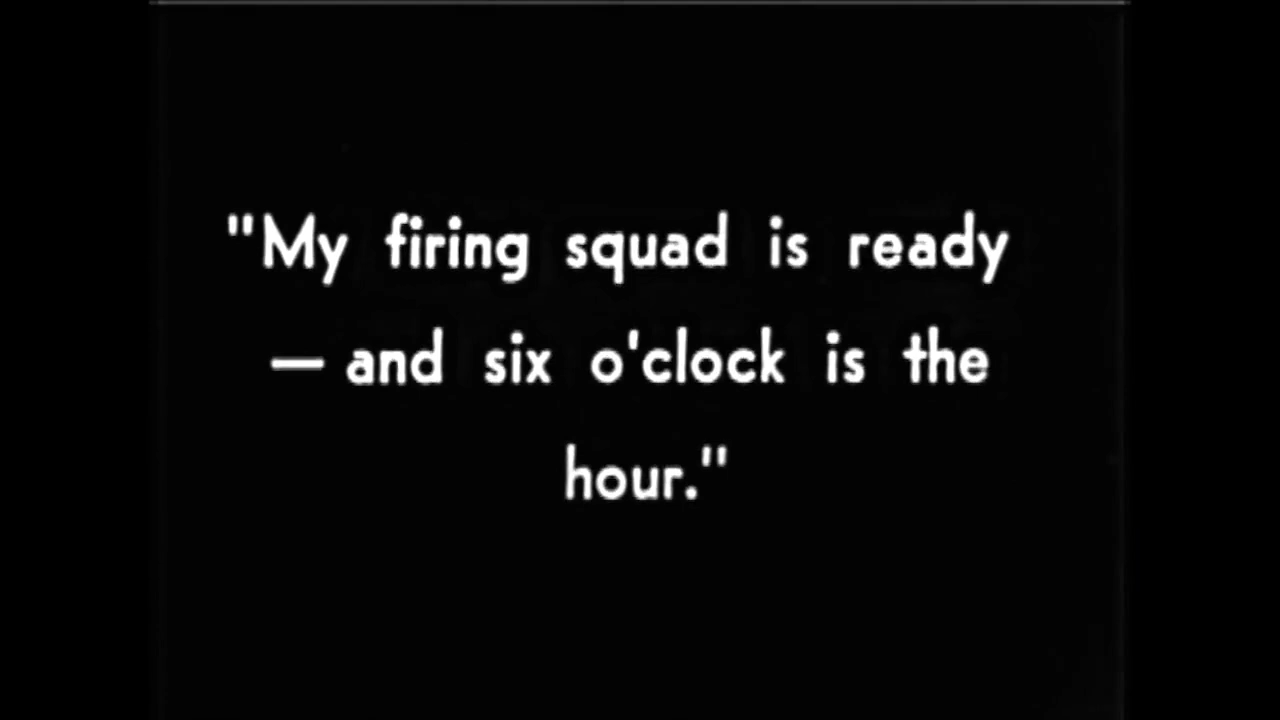 "My firing squad is ready
— and six o'clock is the
hour."